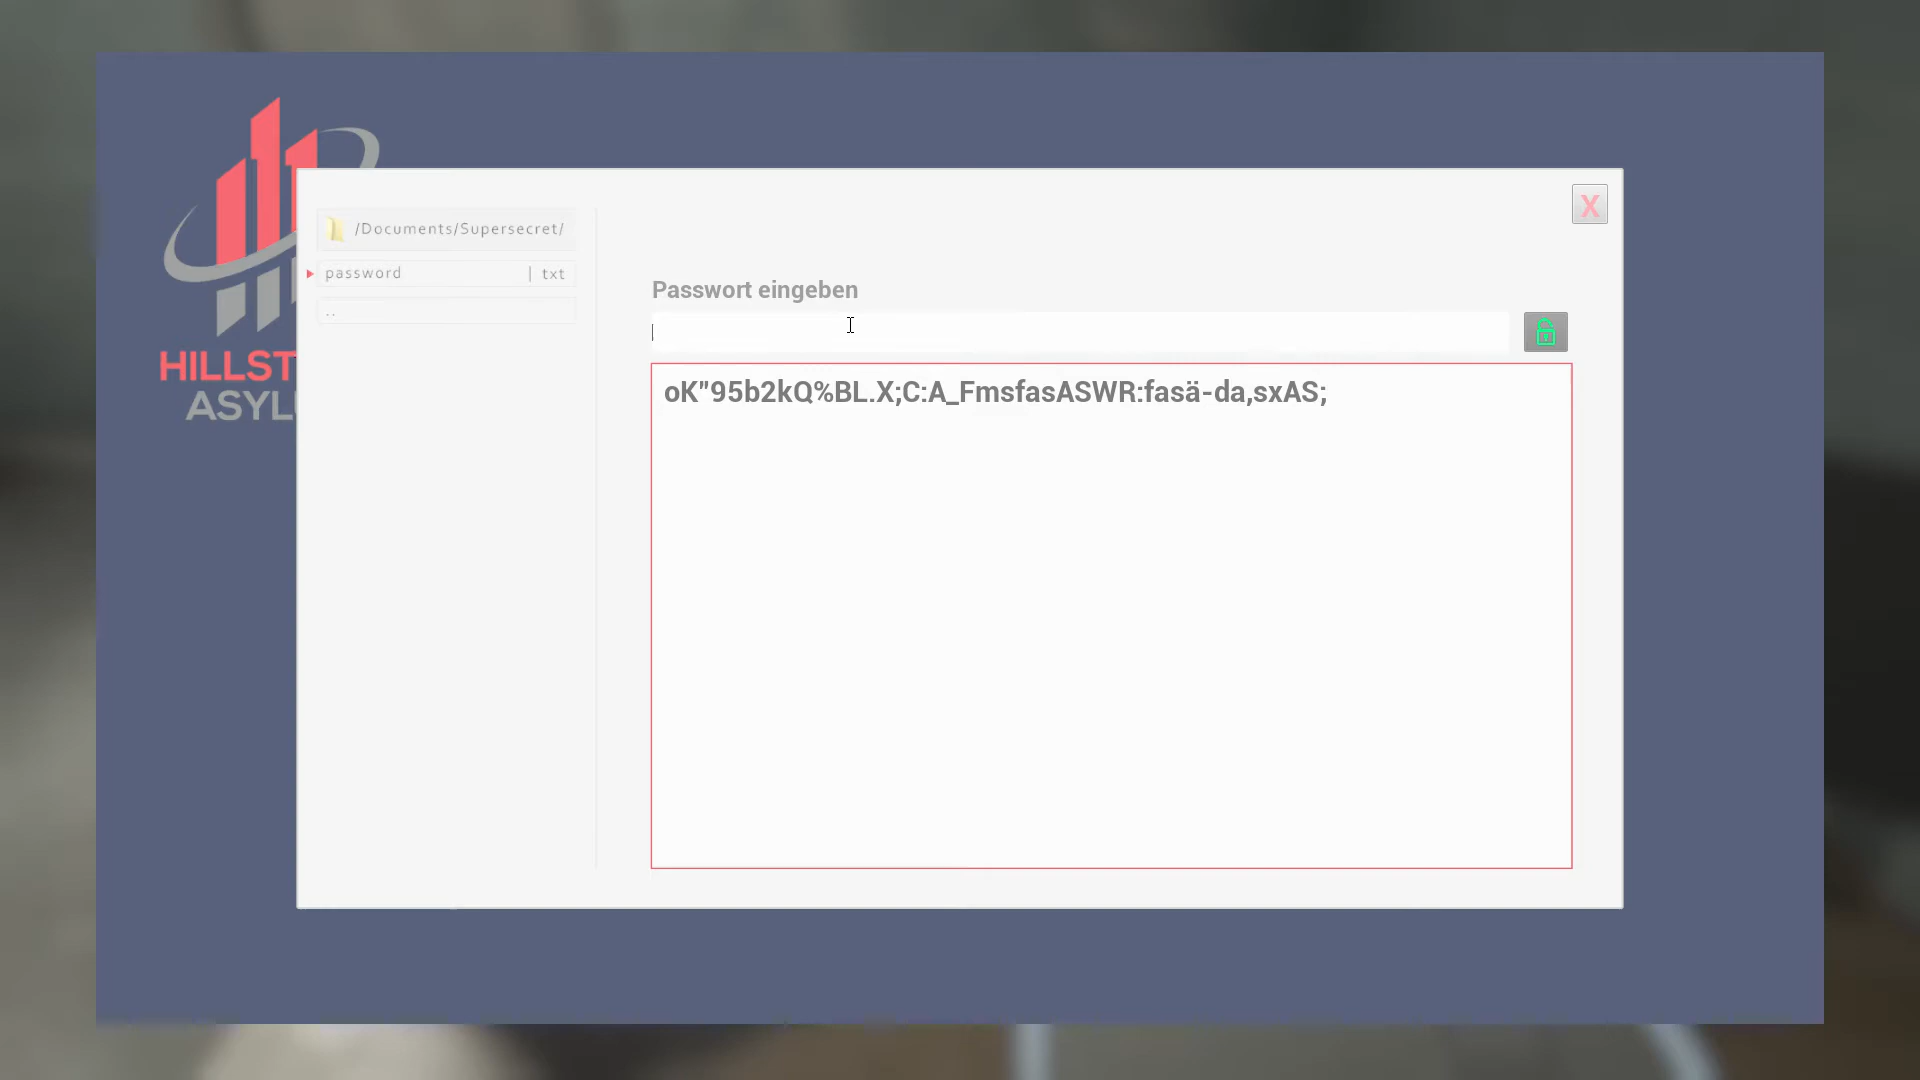 HILLST
ASYL
/Documents/Supersecret/
password | txt
..
X
Passwort eingeben
oK"95b2kQ%BL.X;C:A_FmsfasASWR:fasä-da,sxAS;